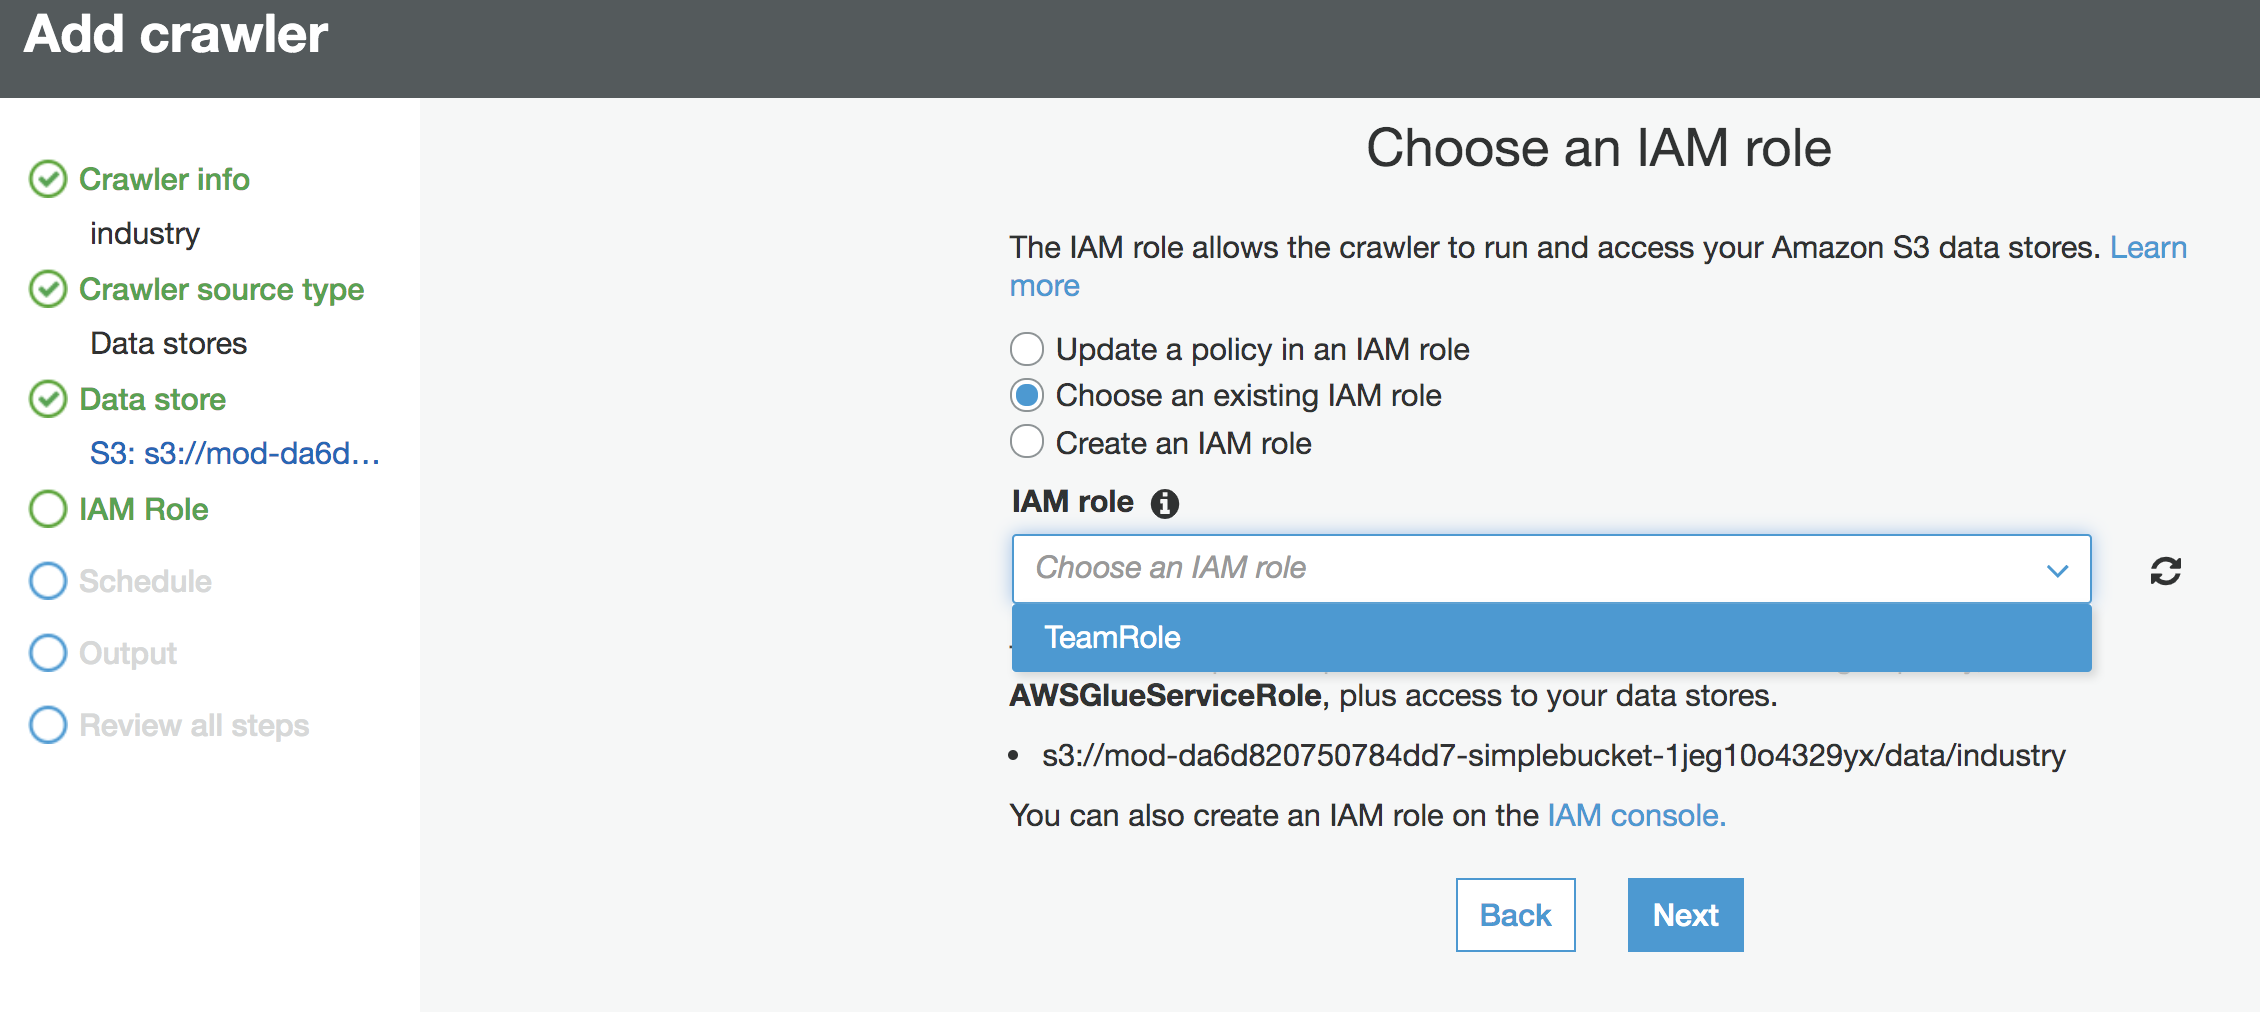 Add crawler
Crawler info
industry
Crawler source type
Data stores
Data store
S3: s3://mod-da6d...
IAM Role
Schedule
Output
Review all steps
Choose an IAM role
The IAM role allows the crawler to run and access your Amazon S3 data stores. Learn
more
Update a policy in an IAM role
Choose an existing IAM role
Create an IAM role
IAM role
Choose an IAM role
TeamRole
AWSGlueServiceRole, plus access to your data stores.
• s3://mod-da6d820750784dd7-simplebucket-1jeg10o4329yx/data/industry
You can also create an IAM role on the IAM console.
Back
Next